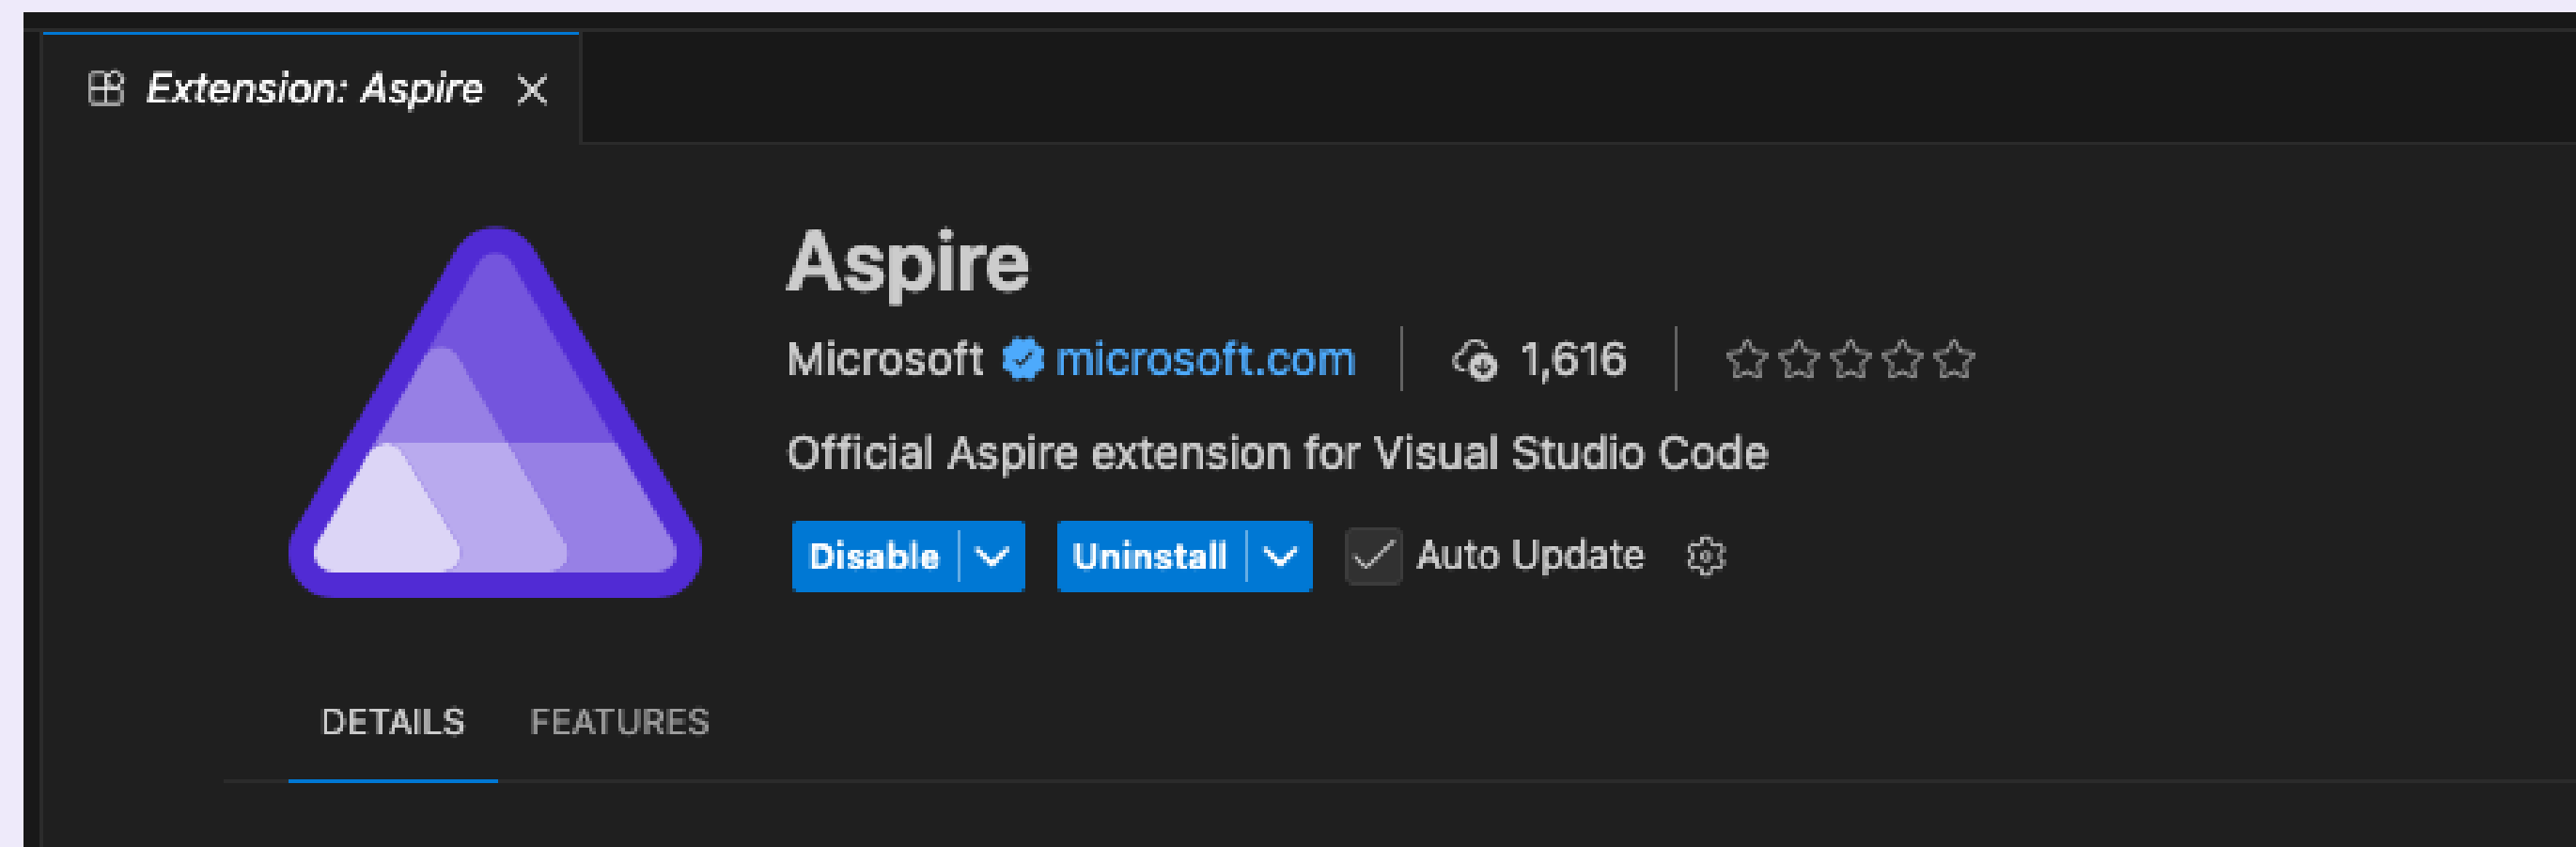 Extension: Aspire
Aspire
Microsoft microsoft.com 1,616
Official Aspire extension for Visual Studio Code
Disable Uninstall Auto Update
DETAILS FEATURES